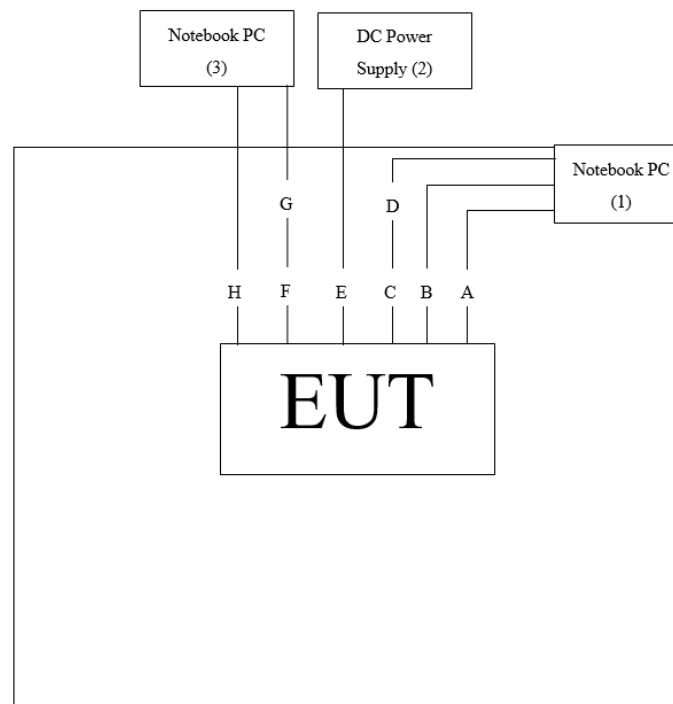 Notebook PC
(3)
DC Power
Supply (2)
Notebook PC
(1)
G
D
H
F
E
C
B
A
EUT